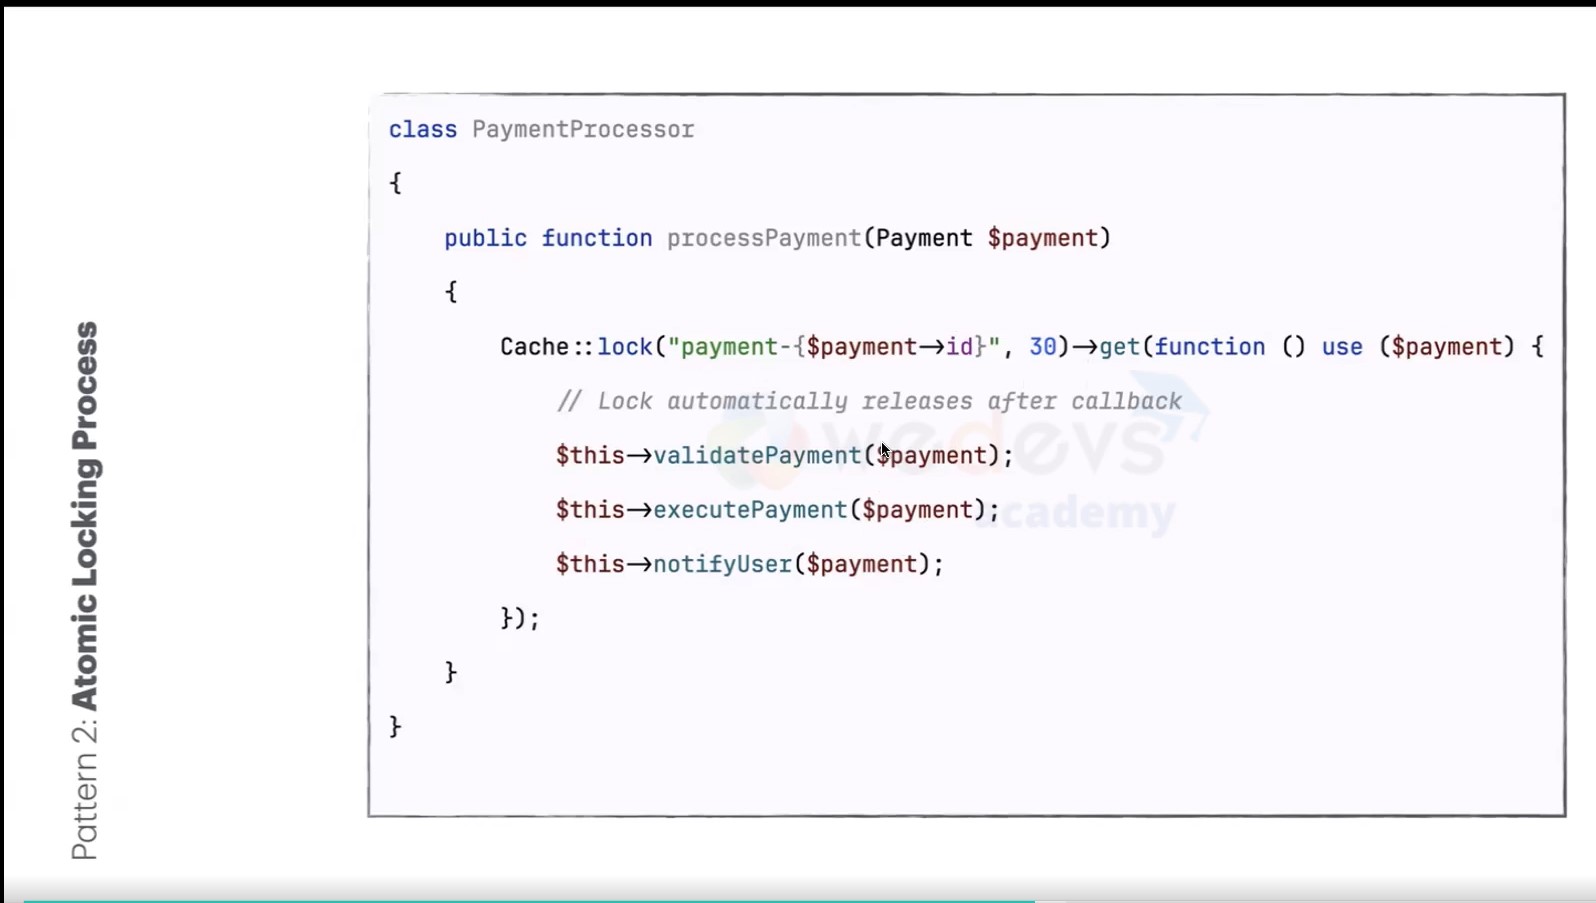 Pattern 2: Atomic Locking Process
class PaymentProcessor
{
public function processPayment(Payment $payment)
{
Cache::lock("payment-{$payment->id}", 30)->get(function () use ($payment) {
// Lock automatically releases after callback
$this->validatePayment($payment);
$this->executePayment($payment);
$this->notifyUser($payment);
});
}
}
wedevs
academy